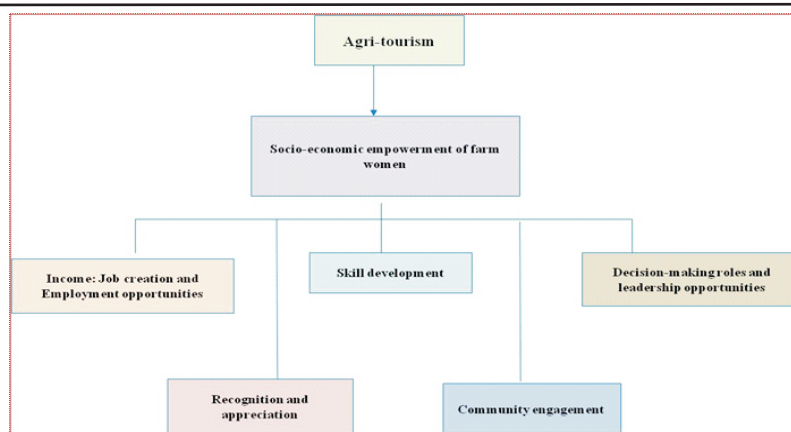 Agri-tourism
Socio-economic empowerment of farm
women
Income: Job creation and
Employment opportunities
Skill development
Decision-making roles and
leadership opportunities
Recognition and
appreciation
Community engagement